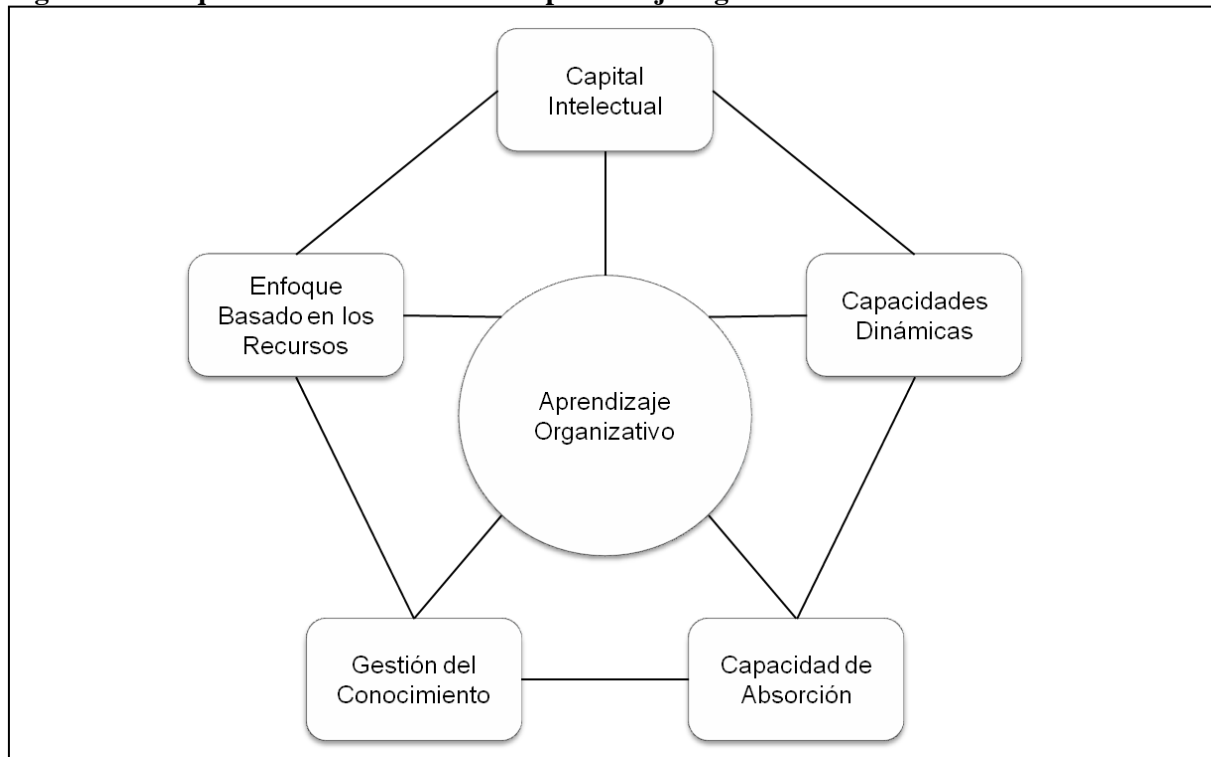 Capital
Intelectual
Enfoque
Basado en los
Recursos
Capacidades
Dinámicas
Aprendizaje
Organizativo
Gestión del
Conocimiento
Capacidad de
Absorción